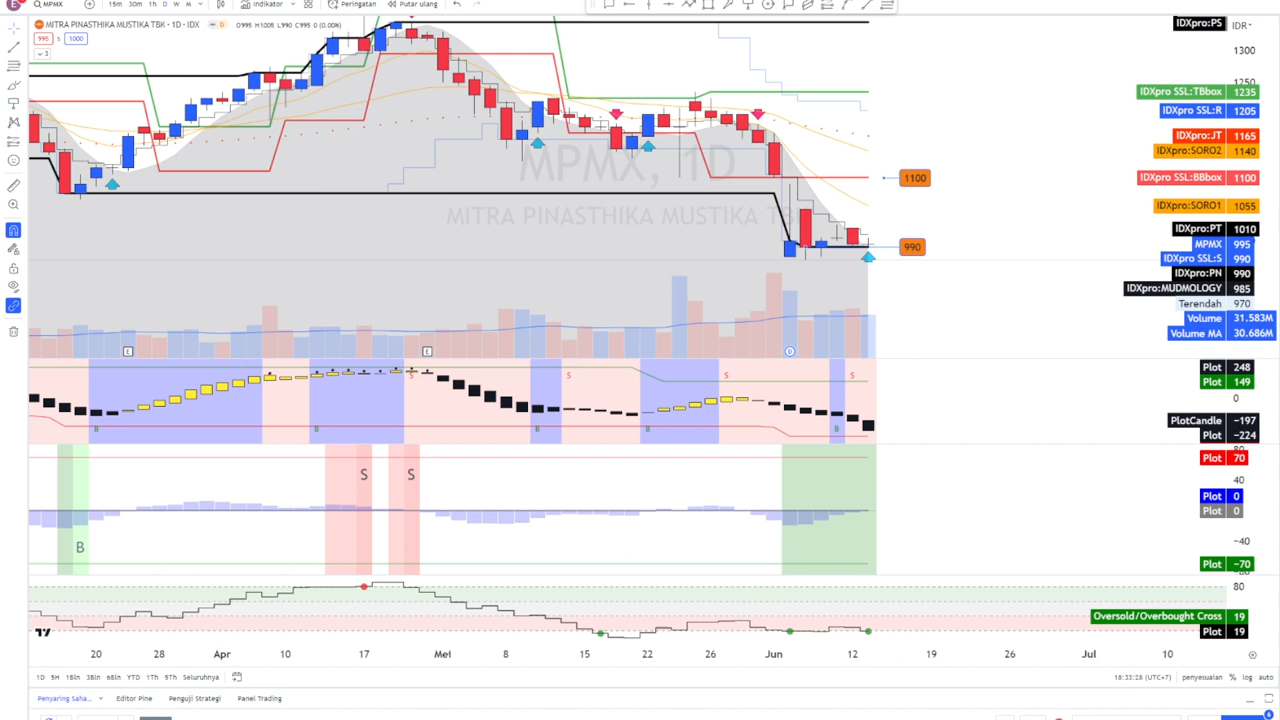 MPMX
15m 30m 1h D W M
Indikator
Peringatan
Putar ulang
MITRA PINASTHIKA MUSTIKA TBK · 1D · IDX
D
O995 H1005 L990 C995 0 (0.00%)
995
5
1000
3
MPMX, 1D
MITRA PINASTHIKA MUSTIKA TB
1100
990
E
E
D
IDXpro:PS
IDR
1300
1250
IDXpro SSL:TBbox 1235
IDXpro SSL:R 1205
IDXpro:JT 1165
IDXpro:SORO2 1140
IDXpro SSL:BBbox 1100
IDXpro:SORO1 1055
IDXpro:PT 1010
MPMX 995
IDXpro SSL:S 990
IDXpro:PN 990
IDXpro:MUDMOLOGY 985
Terendah 970
Volume 31.583M
Volume MA 30.686M
S S S S
B B B B B
Plot 248
Plot 149
0
PlotCandle −197
Plot −224
S S
B
Plot 70
40
Plot 0
Plot 0
−40
Plot −70
80
Oversold/Overbought Cross 19
Plot 19
20 28 Apr 10 17 Mei 8 15 22 26 Jun 12 19 26 Jul 10
1D 5H 1bln 3bln 6bln YTD 1Th 5Th Seluruhnya
18:33:28 (UTC+7) penyesuaian % log auto
Penyaring Saha... Editor Pine Penguji Strategi Panel Trading